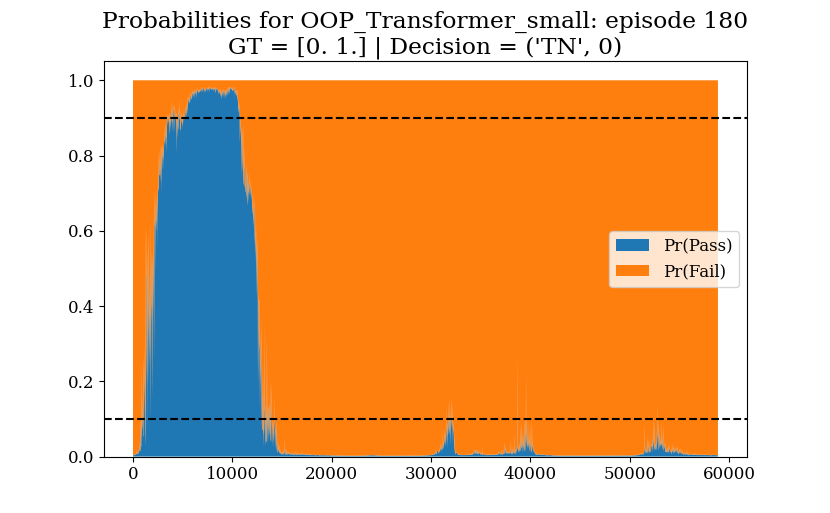 Probabilities for OOP_Transformer_small: episode 180
GT = [0. 1.] | Decision = ('TN', 0)
1.0
0.8
0.6
0.4
0.2
0.0
Pr(Pass)
Pr(Fail)
0 10000 20000 30000 40000 50000 60000